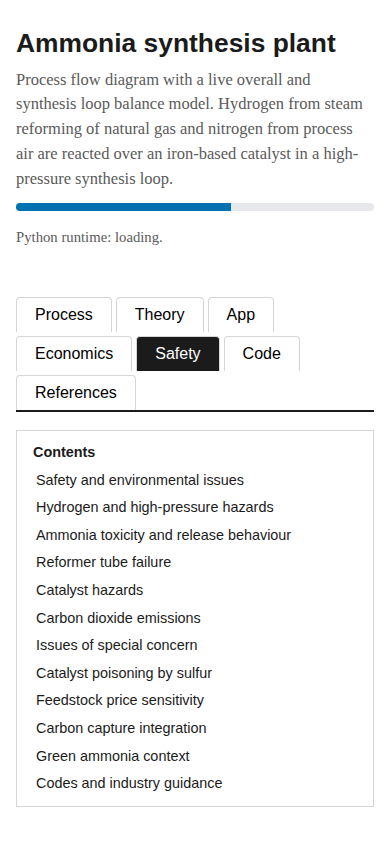 Ammonia synthesis plant
Process flow diagram with a live overall and
synthesis loop balance model. Hydrogen from steam
reforming of natural gas and nitrogen from process
air are reacted over an iron-based catalyst in a high-
pressure synthesis loop.
Python runtime: loading.
Process Theory App
Economics Safety Code
References
Contents
Safety and environmental issues
Hydrogen and high-pressure hazards
Ammonia toxicity and release behaviour
Reformer tube failure
Catalyst hazards
Carbon dioxide emissions
Issues of special concern
Catalyst poisoning by sulfur
Feedstock price sensitivity
Carbon capture integration
Green ammonia context
Codes and industry guidance